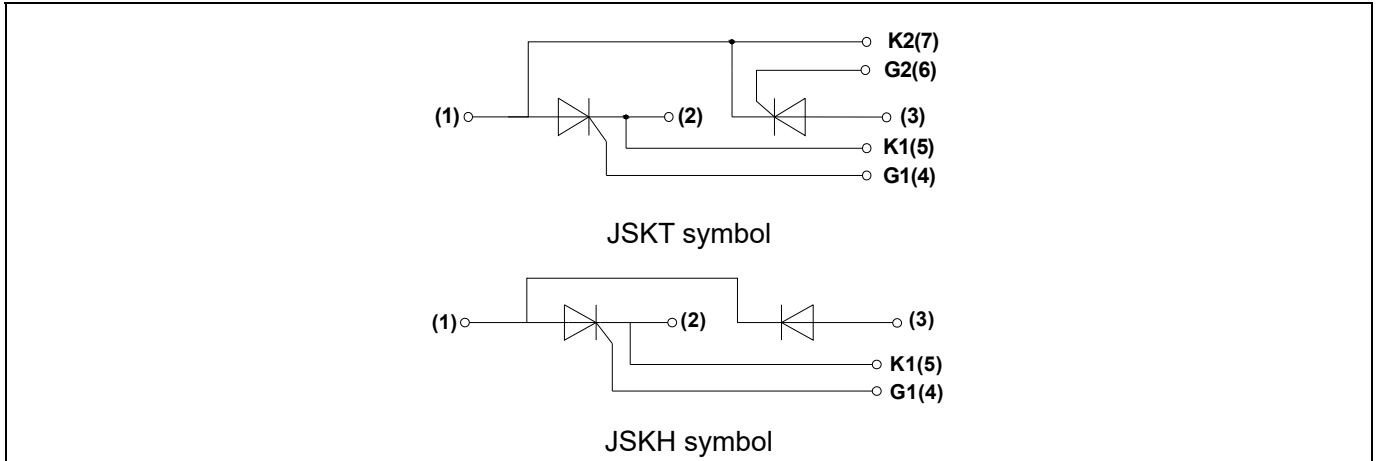 K2(7)
G2(6)
(1) (2) (3)
K1(5)
G1(4)
JSKT symbol
(1) (2) (3)
K1(5)
G1(4)
JSKH symbol